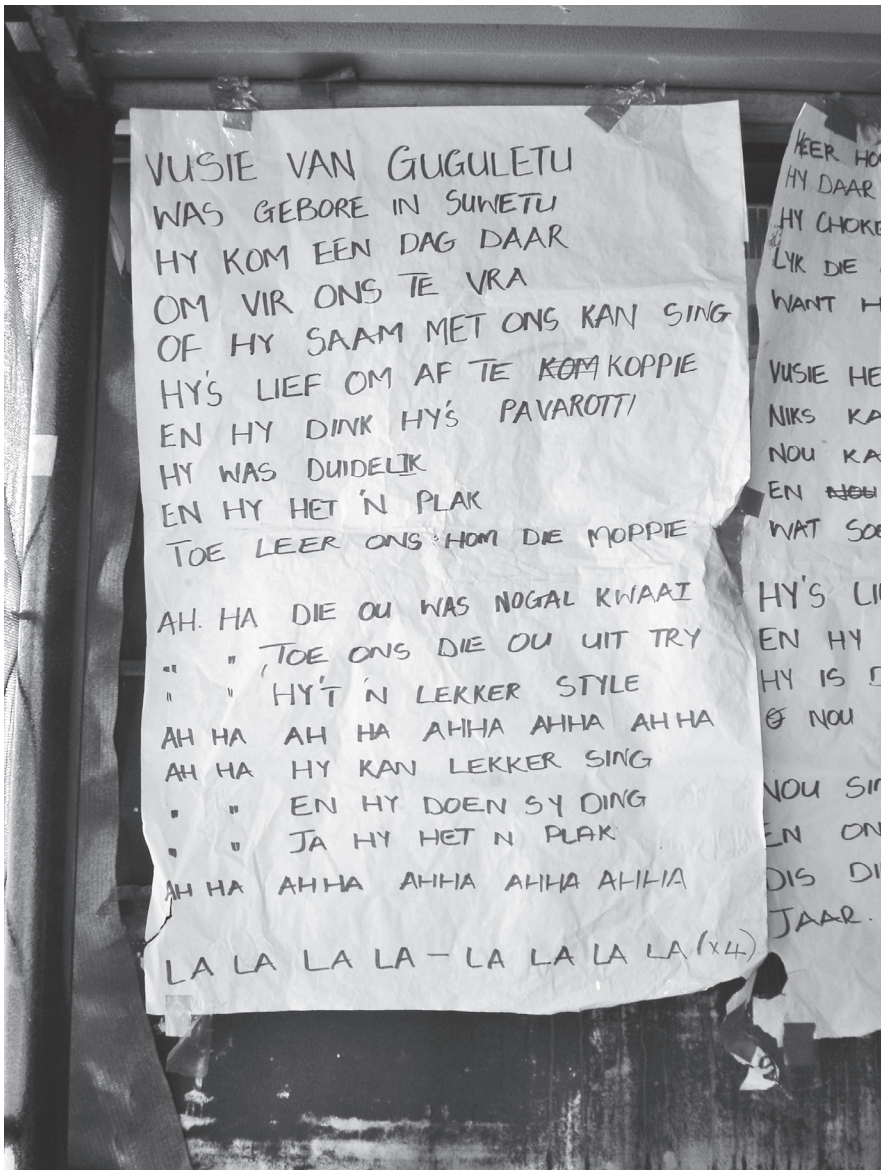 VUSIE VAN GUGULETU
WAS GEBORE IN SUWETU
HY KOM EEN DAG DAAR
OM VIR ONS TE VRA
OF HY SAAM MET ONS KAN SING
HY'S LIEF OM AF TE KOM KOPPIE
EN HY DINK HY'S PAVAROTTI
HY WAS DUIDELIK
EN HY HET 'N PLAK
TOE LEER ONS HOM DIE MOPPIE
AH. HA DIE OU WAS NOGAL KWAAI
" " TOE ONS DIE OU UIT TRY
" " HY'T 'N LEKKER STYLE
AH HA AH HA AHHA AHHA AHHA
AH HA HY KAN LEKKER SING
" " EN HY DOEN SY DING
" " JA HY HET N PLAK
AH HA AHHA AHHA AHHA AHHA
LA LA LA LA - LA LA LA LA (x4)
HEER HO
HY DAAR
HY CHOKE
LYK DIE
WANT H
VUSIE HE
NIKS KA
NOU KA
EN NOU
WAT SOE
HY'S LI
EN HY
HY IS D
NOU
NOU SIN
EN ON
DIS DI
JAAR.